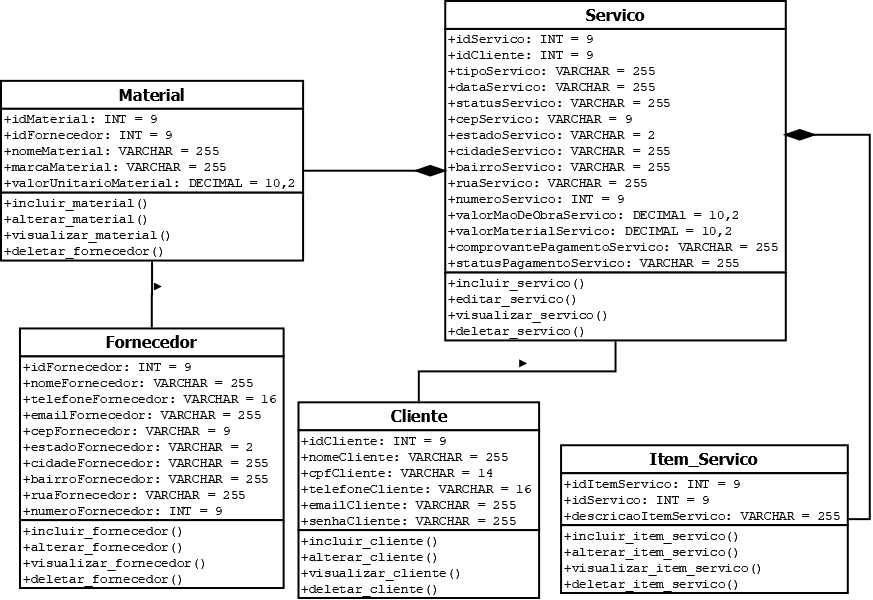 Servico
+idServico: INT = 9
+idCliente: INT = 9
+tipoServico: VARCHAR = 255
+dataServico: VARCHAR = 255
+statusServico: VARCHAR = 255
+cepServico: VARCHAR = 9
+estadoServico: VARCHAR = 2
+cidadeServico: VARCHAR = 255
+bairroServico: VARCHAR = 255
+ruaServico: VARCHAR = 255
+numeroServico: INT = 9
+valorMaoDeObraServico: DECIMAl = 10,2
+valorMaterialServico: DECIMAL = 10,2
+comprovantePagamentoServico: VARCHAR = 255
+statusPagamentoServico: VARCHAR = 255
+incluir_servico()
+editar_servico()
+visualizar_servico()
+deletar_servico()
Material
+idMaterial: INT = 9
+idFornecedor: INT = 9
+nomeMaterial: VARCHAR = 255
+marcaMaterial: VARCHAR = 255
+valorUnitarioMaterial: DECIMAL = 10,2
+incluir_material()
+alterar_material()
+visualizar_material()
+deletar_fornecedor()
Fornecedor
+idFornecedor: INT = 9
+nomeFornecedor: VARCHAR = 255
+telefoneFornecedor: VARCHAR = 16
+emailFornecedor: VARCHAR = 255
+cepFornecedor: VARCHAR = 9
+estadoFornecedor: VARCHAR = 2
+cidadeFornecedor: VARCHAR = 255
+bairroFornecedor: VARCHAR = 255
+ruaFornecedor: VARCHAR = 255
+numeroFornecedor: INT = 9
+incluir_fornecedor()
+alterar_fornecedor()
+visualizar_fornecedor()
+deletar_fornecedor()
Cliente
+idCliente: INT = 9
+nomeCliente: VARCHAR = 255
+cpfCliente: VARCHAR = 14
+telefoneCliente: VARCHAR = 16
+emailCliente: VARCHAR = 255
+senhaCliente: VARCHAR = 255
+incluir_cliente()
+alterar_cliente()
+visualizar_cliente()
+deletar_cliente()
Item_Servico
+idItemServico: INT = 9
+idServico: INT = 9
+descricaoItemServico: VARCHAR = 255
+incluir_item_servico()
+alterar_item_servico()
+visualizar_item_servico()
+deletar_item_servico()